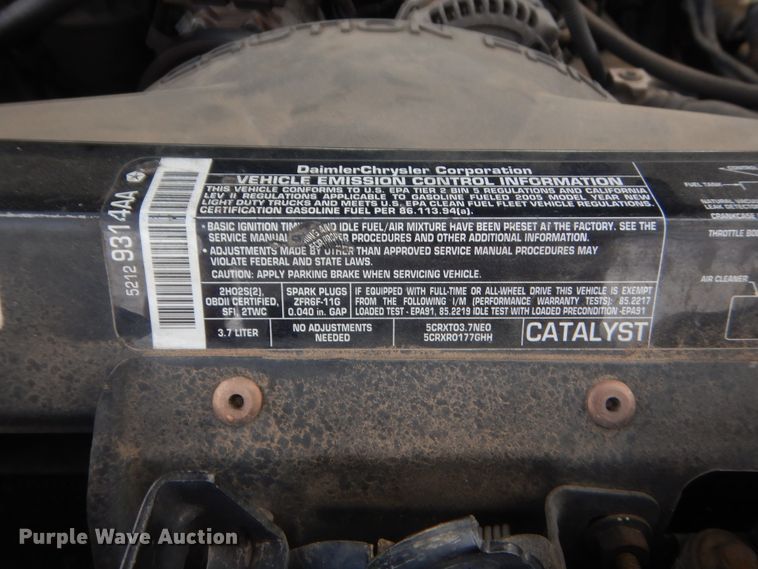 CAUTION FAN
DaimlerChrysler Corporation
VEHICLE EMISSION CONTROL INFORMATION
THIS VEHICLE CONFORMS TO U.S. EPA TIER 2 BIN 5 REGULATIONS AND CALIFORNIA
LEV II REGULATIONS APPLICABLE TO GASOLINE FUELED 2005 MODEL YEAR NEW
LIGHT DUTY TRUCKS AND MEETS U.S. EPA CLEAN FUEL FLEET VEHICLE REGULATIONS.
CERTIFICATION GASOLINE FUEL PER 86.113.94(a).
• BASIC IGNITION AND IDLE FUEL/AIR MIXTURE HAVE BEEN PRESET AT THE FACTORY. SEE THE
SERVICE MANUAL FOR PROPER PROCEDURES AND OTHER ADDITIONAL INFORMATION.
• ADJUSTMENTS MADE BY OTHER THAN APPROVED SERVICE MANUAL PROCEDURES MAY
VIOLATE FEDERAL AND STATE LAWS.
CAUTION: APPLY PARKING BRAKE WHEN SERVICING VEHICLE.
2HO2S(2),
OBDII CERTIFIED,
SFI, 2TWC
SPARK PLUGS
ZFR6F-11G
0.040 in. GAP
IF EQUIPPED WITH FULL-TIME OR ALL-WHEEL DRIVE THIS VEHICLE IS EXEMPT
FROM THE FOLLOWING I/M (PERFORMANCE WARRANTY TESTS): 85.2217
LOADED TEST - EPA91, 85.2219 IDLE TEST WITH LOADED PRECONDITION -EPA91
3.7 LITER
NO ADJUSTMENTS
NEEDED
5CRXT03.7NE0
5CRXR0177GHH
CATALYST
5212 9314AA
FUEL TANK
CRANKCASE
THROTTLE BO
AIR CLEANER
Purple Wave Auction